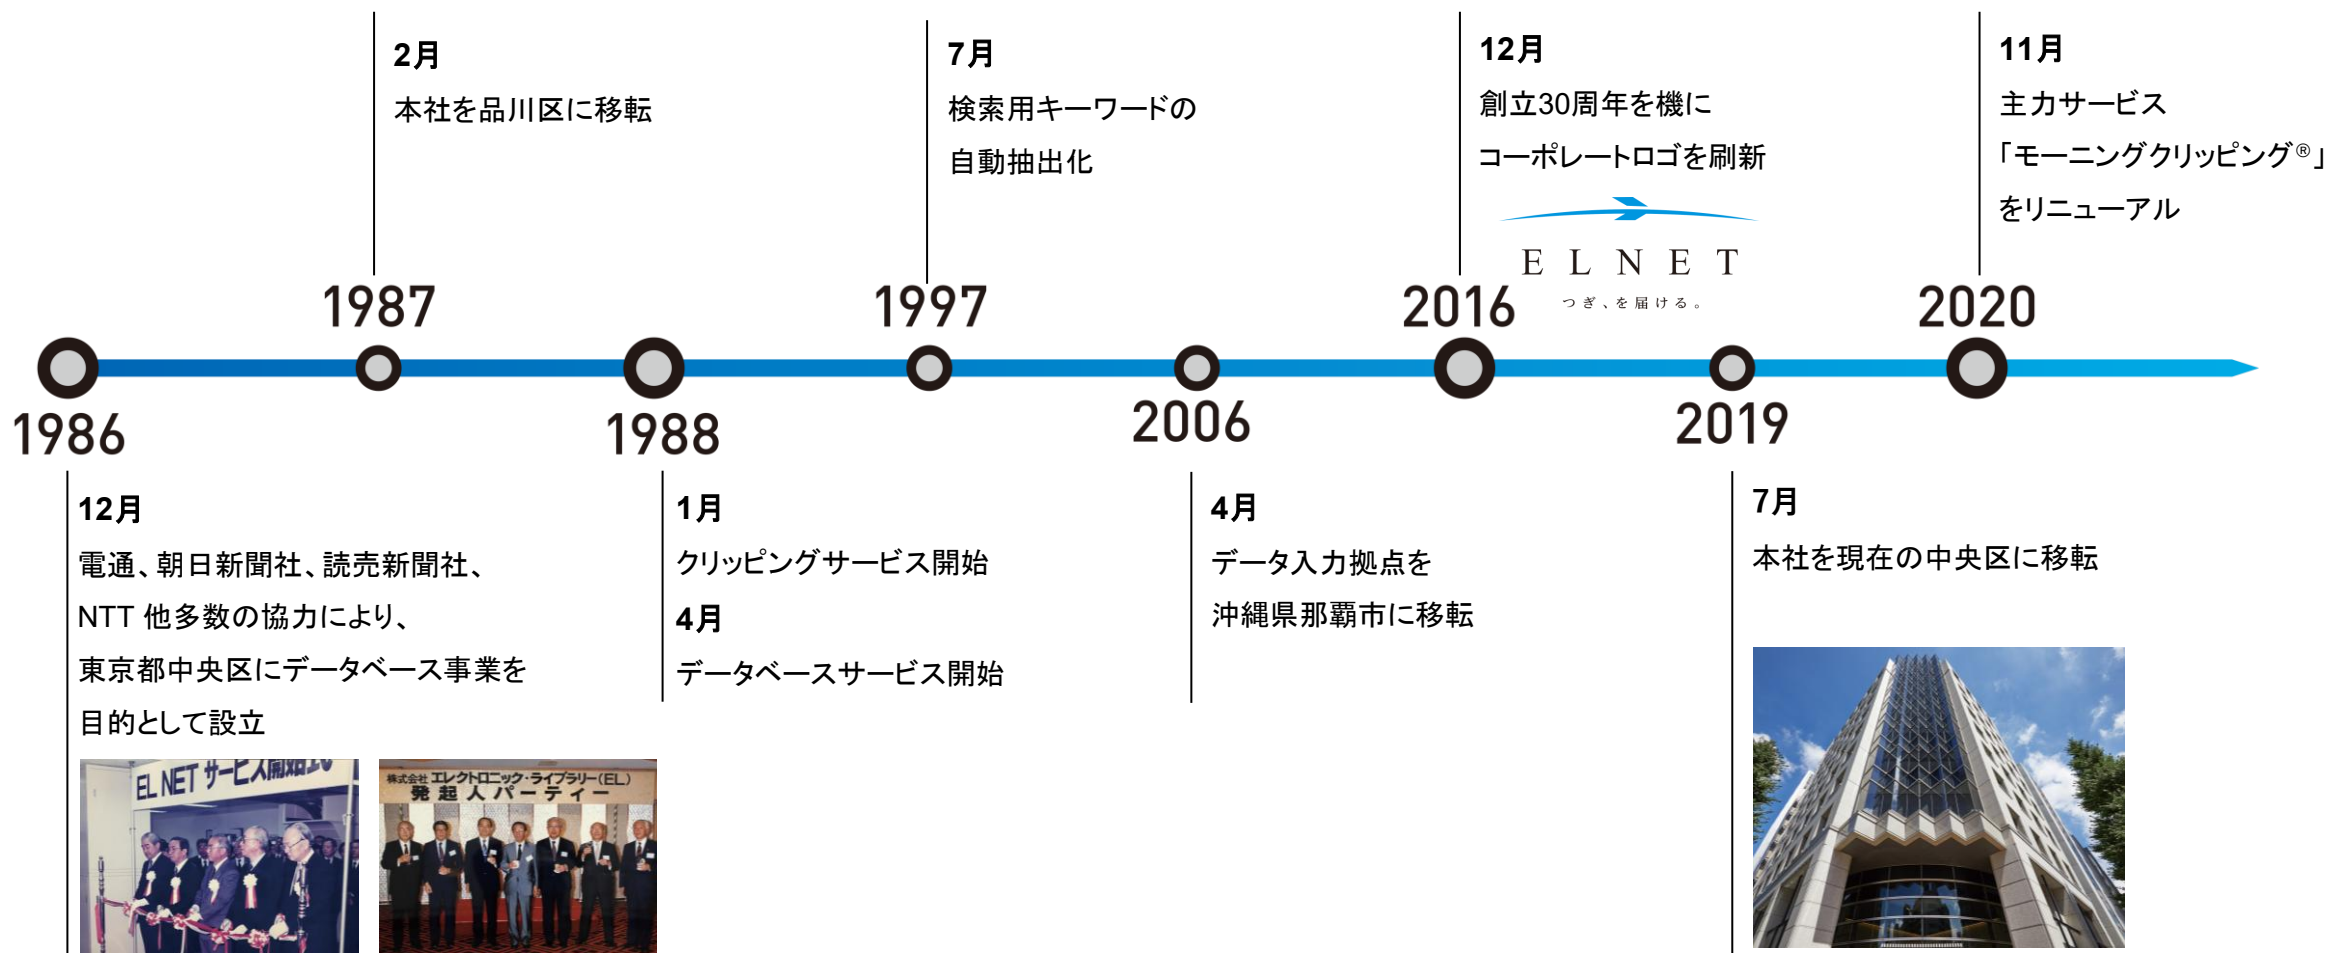 2月
本社を品川区に移転
1987
7月
検索用キーワードの
自動抽出化
1997
12月
創立30周年を機に
コーポレートロゴを刷新
ELNET
つぎ、を届ける。
2016
11月
主力サービス
「モーニングクリッピング®」
をリニューアル
2020
1986
12月
電通、朝日新聞社、読売新聞社、
NTT 他多数の協力により、
東京都中央区にデータベース事業を
目的として設立
EL NET サービス開始式
株式会社 エレクトロニック・ライブラリー(EL)
発起人パーティー
1988
1月
クリッピングサービス開始
4月
データベースサービス開始
2006
4月
データ入力拠点を
沖縄県那覇市に移転
2019
7月
本社を現在の中央区に移転